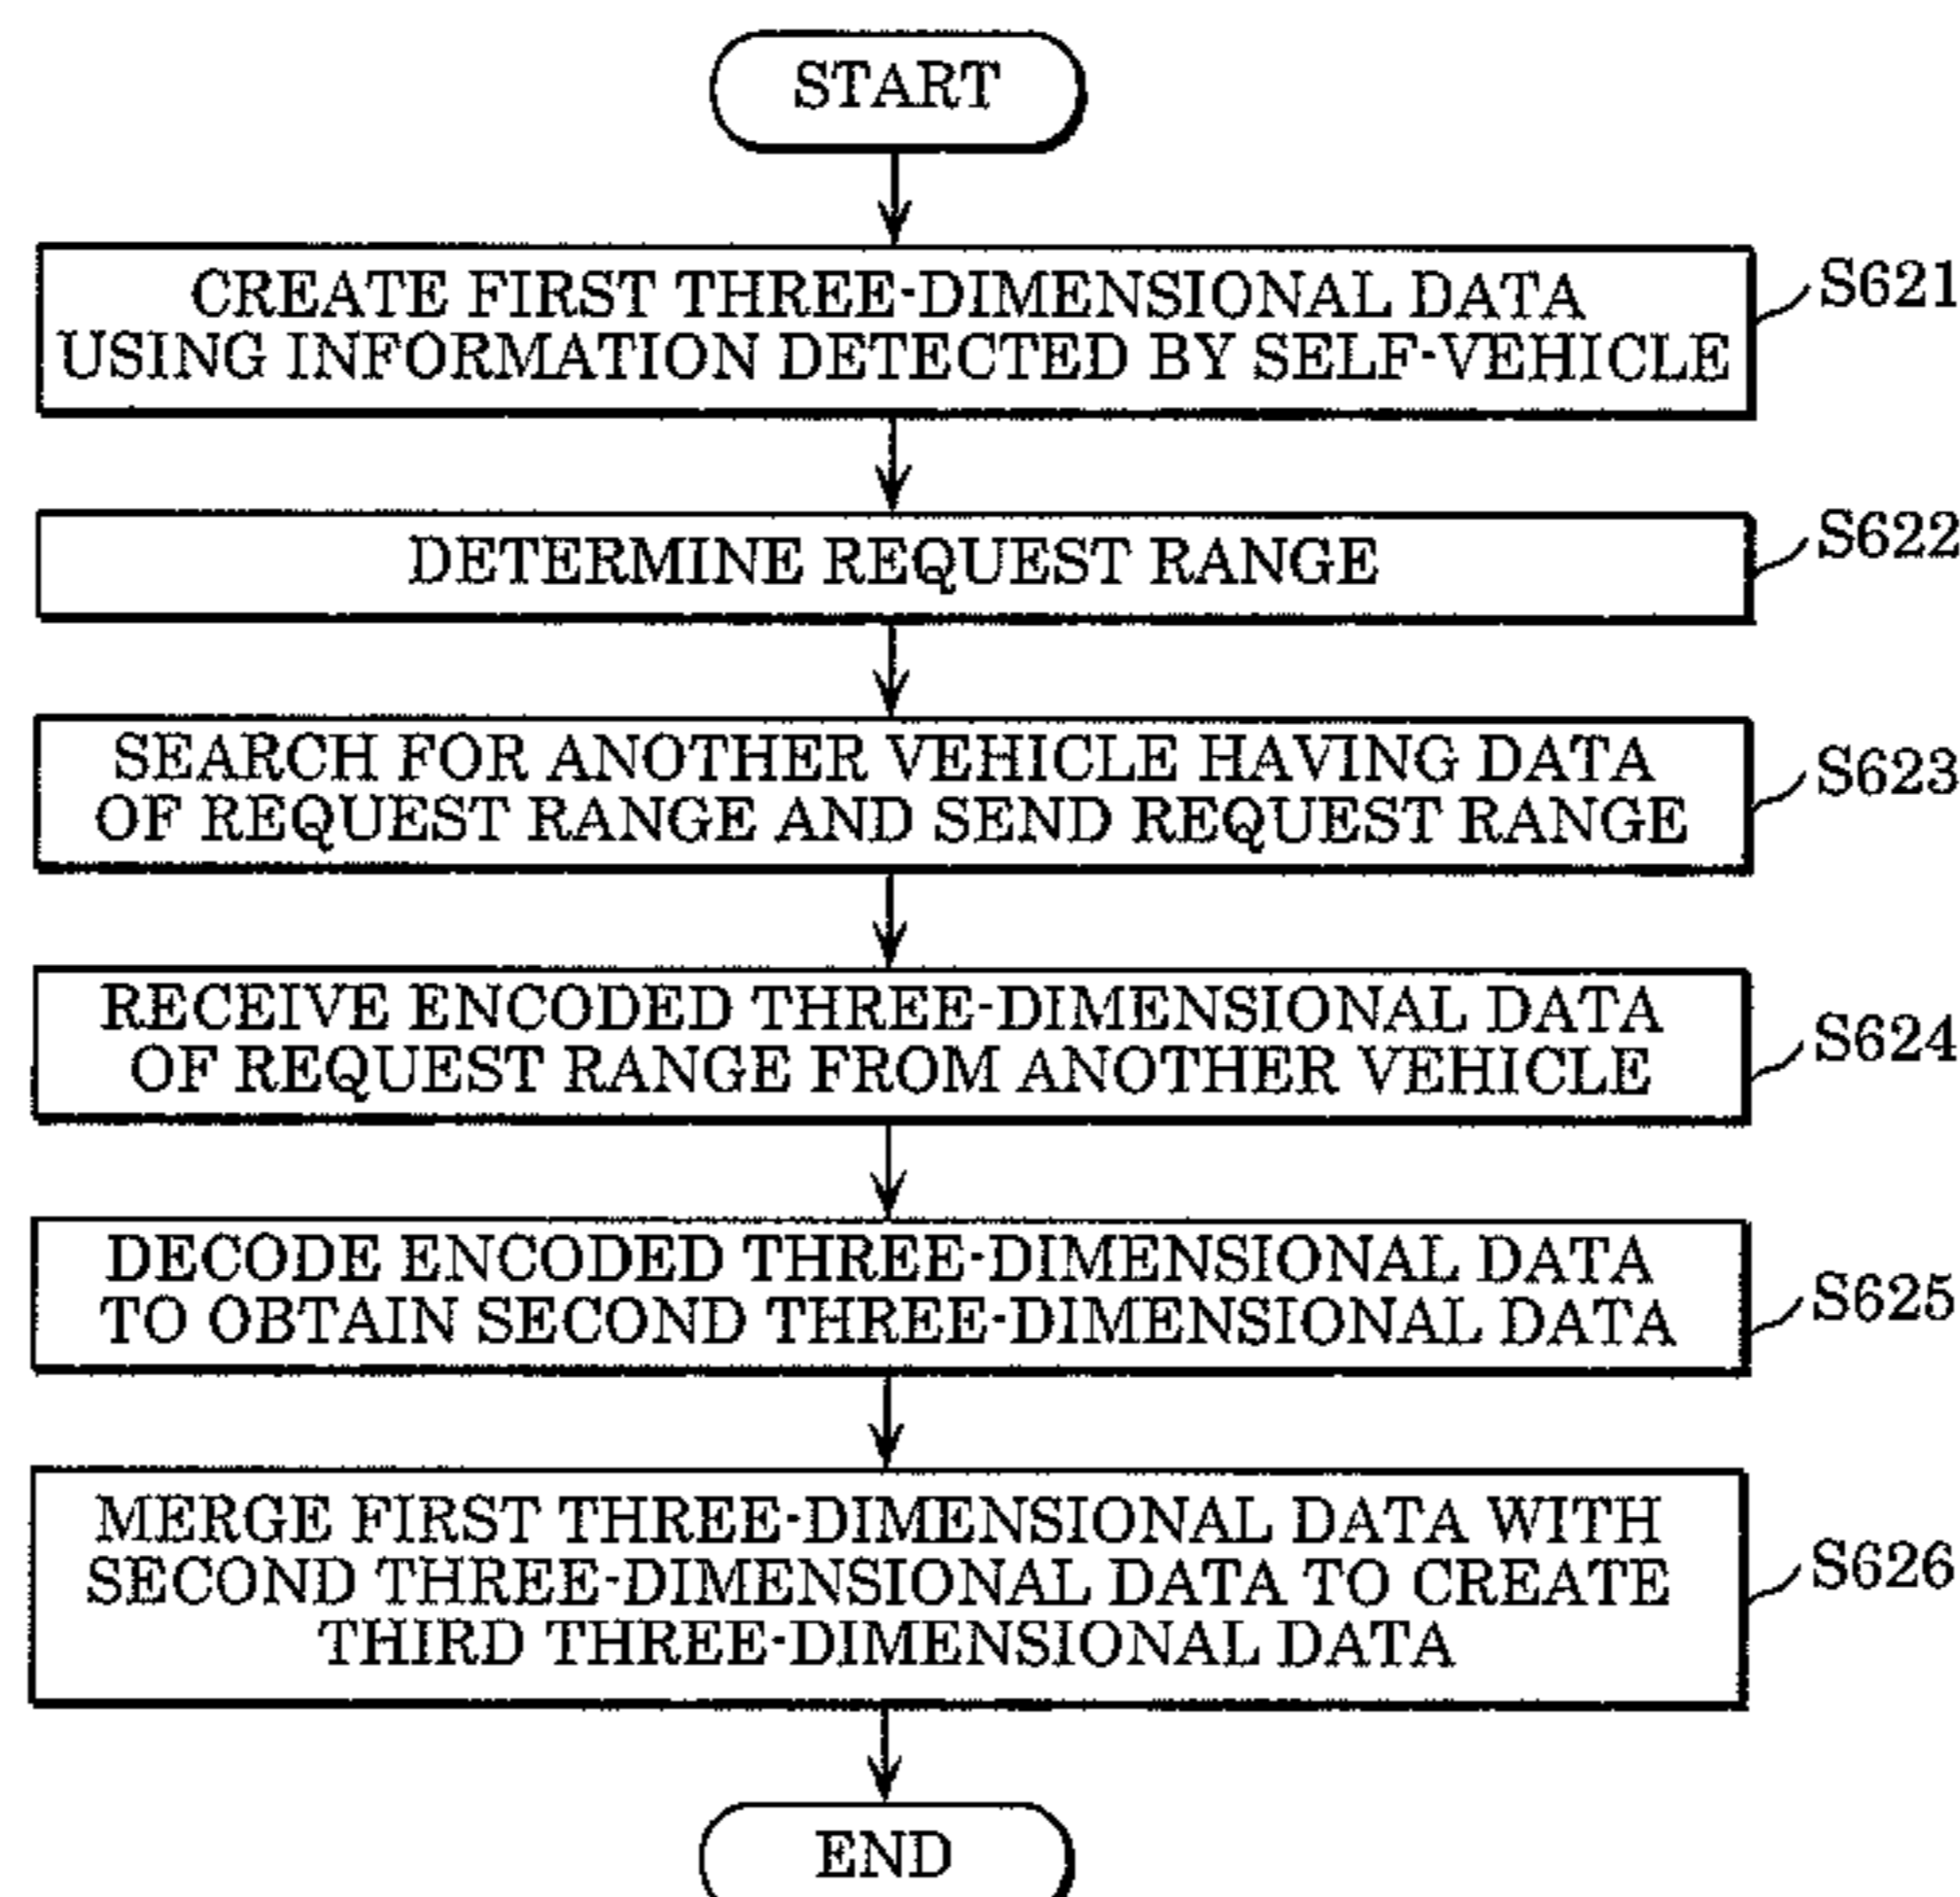 START
CREATE FIRST THREE-DIMENSIONAL DATA
USING INFORMATION DETECTED BY SELF-VEHICLE
S621
DETERMINE REQUEST RANGE
S622
SEARCH FOR ANOTHER VEHICLE HAVING DATA
OF REQUEST RANGE AND SEND REQUEST RANGE
S623
RECEIVE ENCODED THREE-DIMENSIONAL DATA
OF REQUEST RANGE FROM ANOTHER VEHICLE
S624
DECODE ENCODED THREE-DIMENSIONAL DATA
TO OBTAIN SECOND THREE-DIMENSIONAL DATA
S625
MERGE FIRST THREE-DIMENSIONAL DATA WITH
SECOND THREE-DIMENSIONAL DATA TO CREATE
THIRD THREE-DIMENSIONAL DATA
S626
END